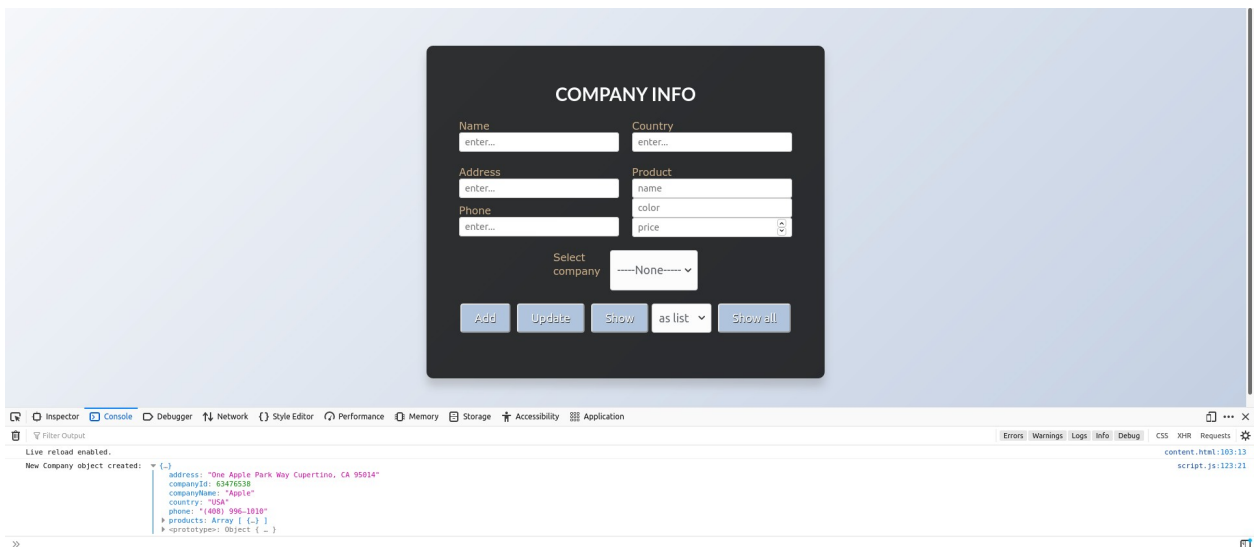 COMPANY INFO
Name Country
enter... enter...
Address Product
enter... name
color
Phone
enter... price
Select
company -----None-----
Add Update Show as list Show all
Inspector Console Debugger Network {} Style Editor Performance Memory Storage Accessibility Application
Filter Output Errors Warnings Logs Info Debug CSS XHR Requests
Live reload enabled. content.html:103:13
New Company object created: {…} script.js:123:21
address: "One Apple Park Way Cupertino, CA 95014"
companyId: 63476538
companyName: "Apple"
country: "USA"
phone: "(408) 996–1010"
products: Array [ {…} ]
<prototype>: Object { … }
»